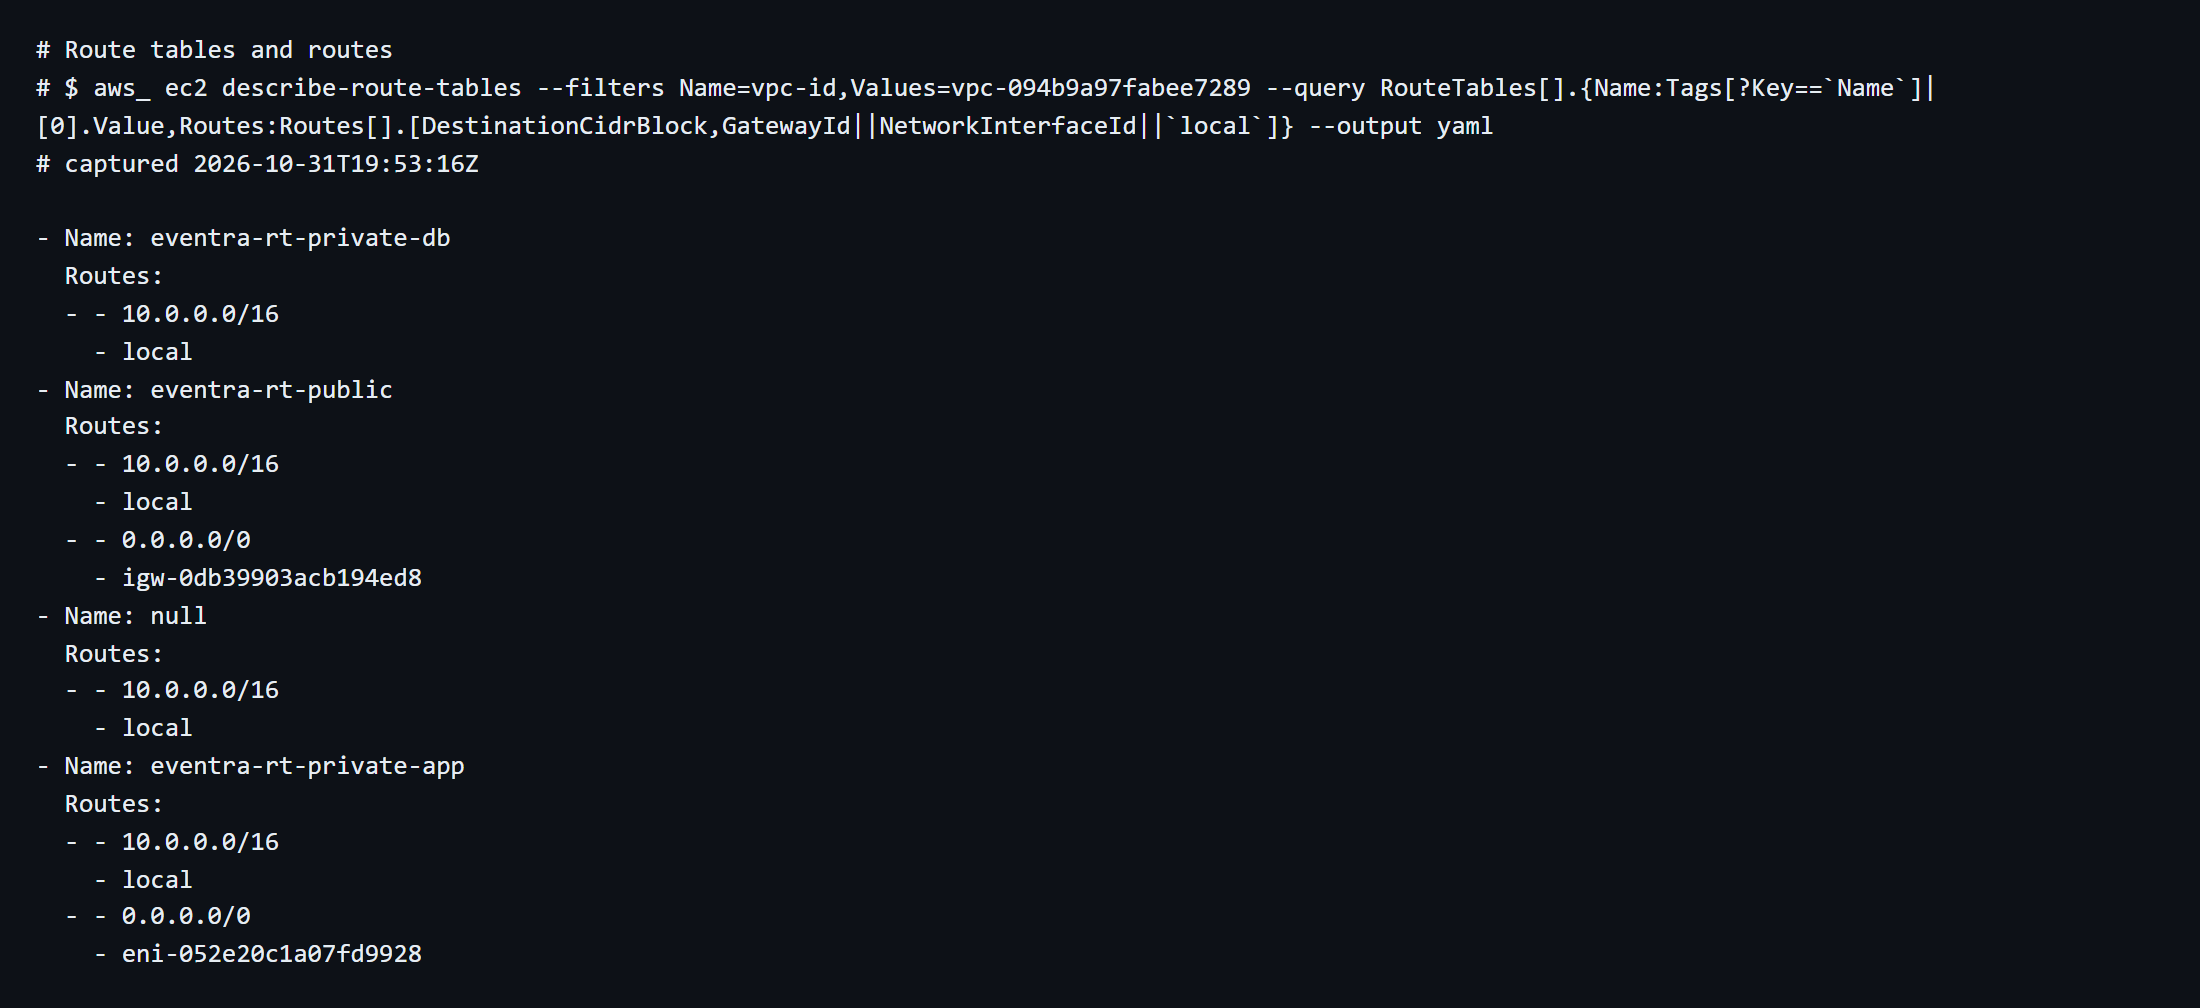 # Route tables and routes
# $ aws_ ec2 describe-route-tables --filters Name=vpc-id,Values=vpc-094b9a97fabee7289 --query RouteTables[].{Name:Tags[?Key==`Name`]|
[0].Value,Routes:Routes[].[DestinationCidrBlock,GatewayId||NetworkInterfaceId||`local`]} --output yaml
# captured 2026-10-31T19:53:16Z

- Name: eventra-rt-private-db
  Routes:
  - - 10.0.0.0/16
    - local
- Name: eventra-rt-public
  Routes:
  - - 10.0.0.0/16
    - local
  - - 0.0.0.0/0
    - igw-0db39903acb194ed8
- Name: null
  Routes:
  - - 10.0.0.0/16
    - local
- Name: eventra-rt-private-app
  Routes:
  - - 10.0.0.0/16
    - local
  - - 0.0.0.0/0
    - eni-052e20c1a07fd9928